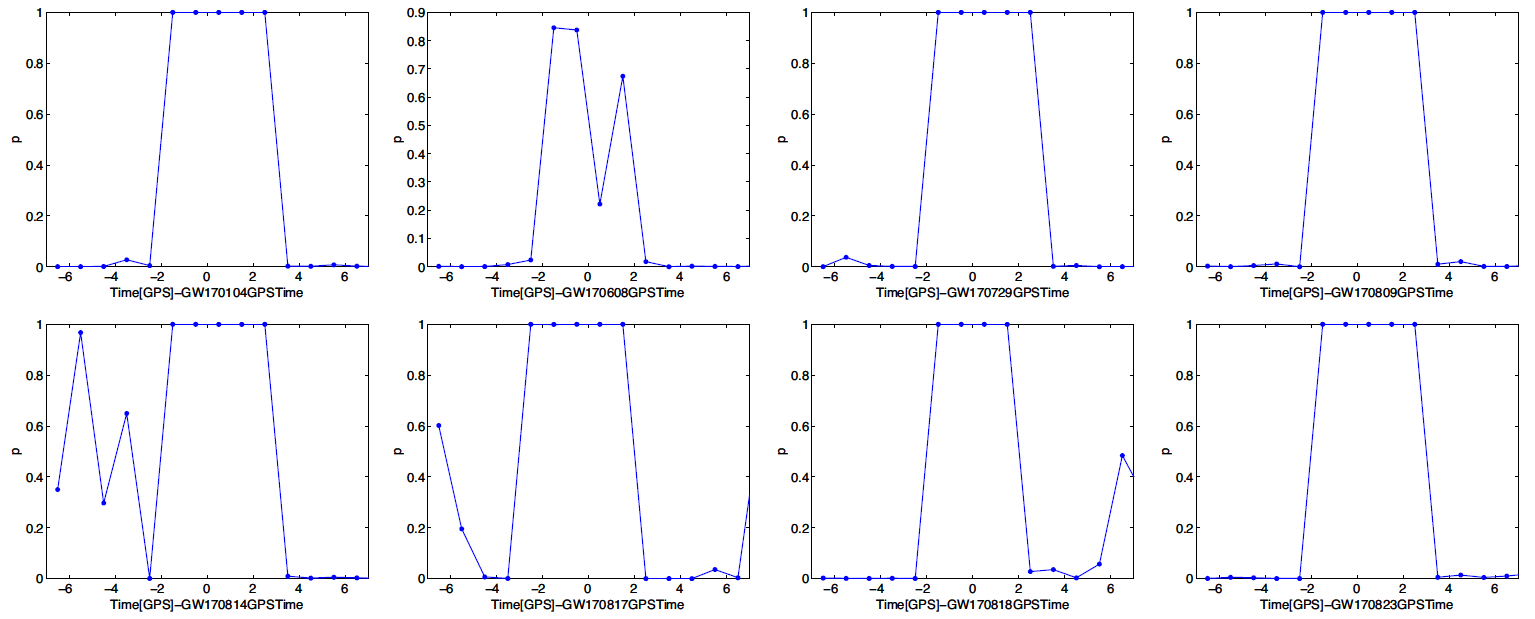 1
0.8
0.6
0.4
0.2
0
p
−6 −4 −2 0 2 4 6
Time[GPS]−GW170104GPSTime
0.9
0.8
0.7
0.6
0.5
0.4
0.3
0.2
0.1
0
p
−6 −4 −2 0 2 4 6
Time[GPS]−GW170608GPSTime
1
0.8
0.6
0.4
0.2
0
p
−6 −4 −2 0 2 4 6
Time[GPS]−GW170729GPSTime
1
0.8
0.6
0.4
0.2
0
p
−6 −4 −2 0 2 4 6
Time[GPS]−GW170809GPSTime
1
0.8
0.6
0.4
0.2
0
p
−6 −4 −2 0 2 4 6
Time[GPS]−GW170814GPSTime
1
0.8
0.6
0.4
0.2
0
p
−6 −4 −2 0 2 4 6
Time[GPS]−GW170817GPSTime
1
0.8
0.6
0.4
0.2
0
p
−6 −4 −2 0 2 4 6
Time[GPS]−GW170818GPSTime
1
0.8
0.6
0.4
0.2
0
p
−6 −4 −2 0 2 4 6
Time[GPS]−GW170823GPSTime